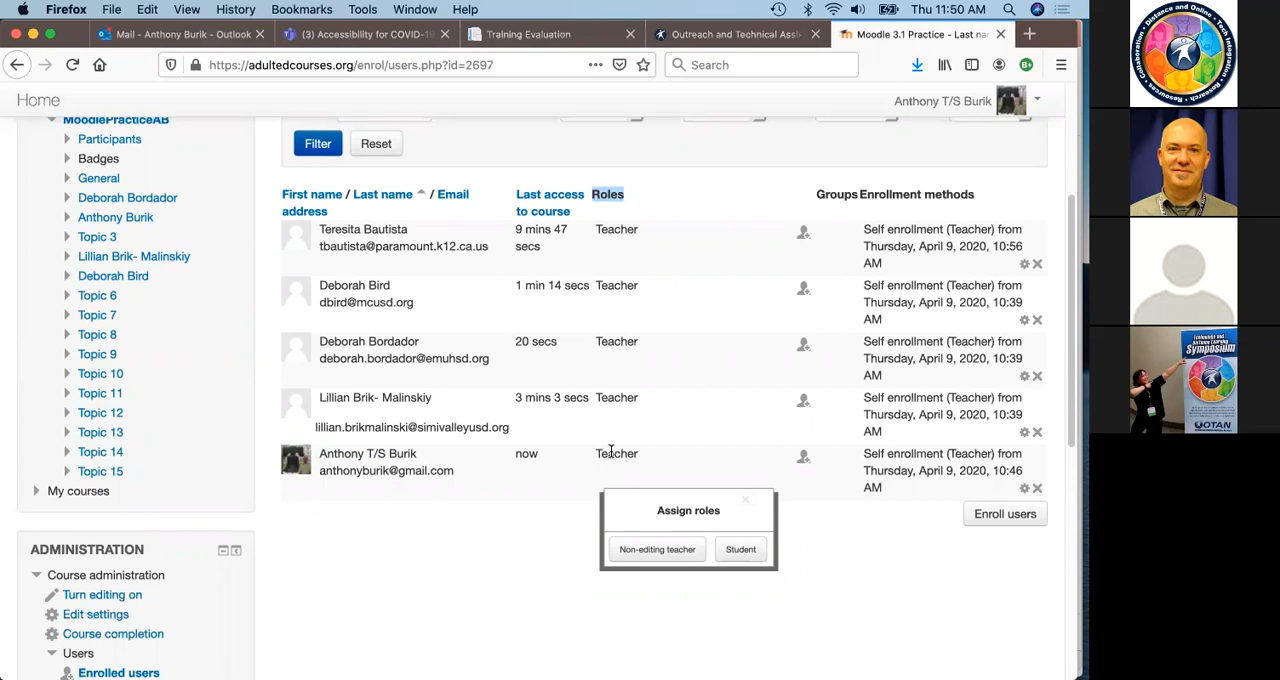 Firefox File Edit View History Bookmarks Tools Window Help Thu 11:50 AM
Mail - Anthony Burik - Outlook
(3) Accessibility for COVID-19
Training Evaluation
Outreach and Technical Assi
Moodle 3.1 Practice - Last na
https://adultedcourses.org/enrol/users.php?id=2697
Search
Home
Anthony T/S Burik
MoodlePracticeAB
Participants
Badges
General
Deborah Bordador
Anthony Burik
Topic 3
Lillian Brik- Malinskiy
Deborah Bird
Topic 6
Topic 7
Topic 8
Topic 9
Topic 10
Topic 11
Topic 12
Topic 13
Topic 14
Topic 15
My courses
ADMINISTRATION
Course administration
Turn editing on
Edit settings
Course completion
Users
Enrolled users
Filter Reset
First name / Last name / Email address
Last access to course
Roles
Groups
Enrollment methods
Teresita Bautista
tbautista@paramount.k12.ca.us
9 mins 47 secs
Teacher
Self enrollment (Teacher) from
Thursday, April 9, 2020, 10:56
AM
Deborah Bird
dbird@mcusd.org
1 min 14 secs
Teacher
Self enrollment (Teacher) from
Thursday, April 9, 2020, 10:39
AM
Deborah Bordador
deborah.bordador@emuhsd.org
20 secs
Teacher
Self enrollment (Teacher) from
Thursday, April 9, 2020, 10:39
AM
Lillian Brik- Malinskiy
lillian.brikmalinski@simivalleyusd.org
3 mins 3 secs
Teacher
Self enrollment (Teacher) from
Thursday, April 9, 2020, 10:39
AM
Anthony T/S Burik
anthonyburik@gmail.com
now
Teacher
Self enrollment (Teacher) from
Thursday, April 9, 2020, 10:46
AM
Enroll users
Assign roles
Non-editing teacher
Student
Distance and Online
Tech Integration
Research
Resources
Collaboration
Symposium
OTAN